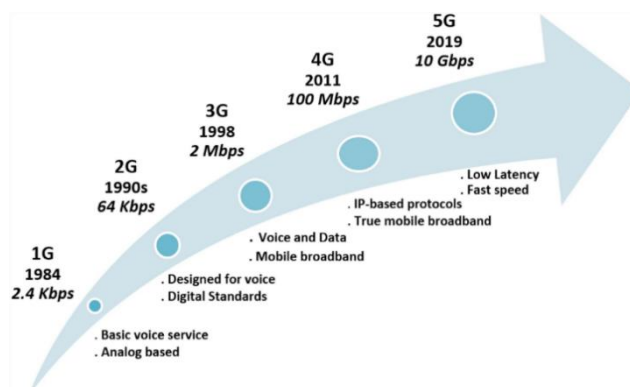 5G
2019
10 Gbps
4G
2011
100 Mbps
3G
1998
2 Mbps
2G
1990s
64 Kbps
1G
1984
2.4 Kbps
. Low Latency
. Fast speed
. IP-based protocols
. True mobile broadband
. Voice and Data
. Mobile broadband
. Designed for voice
. Digital Standards
. Basic voice service
. Analog based